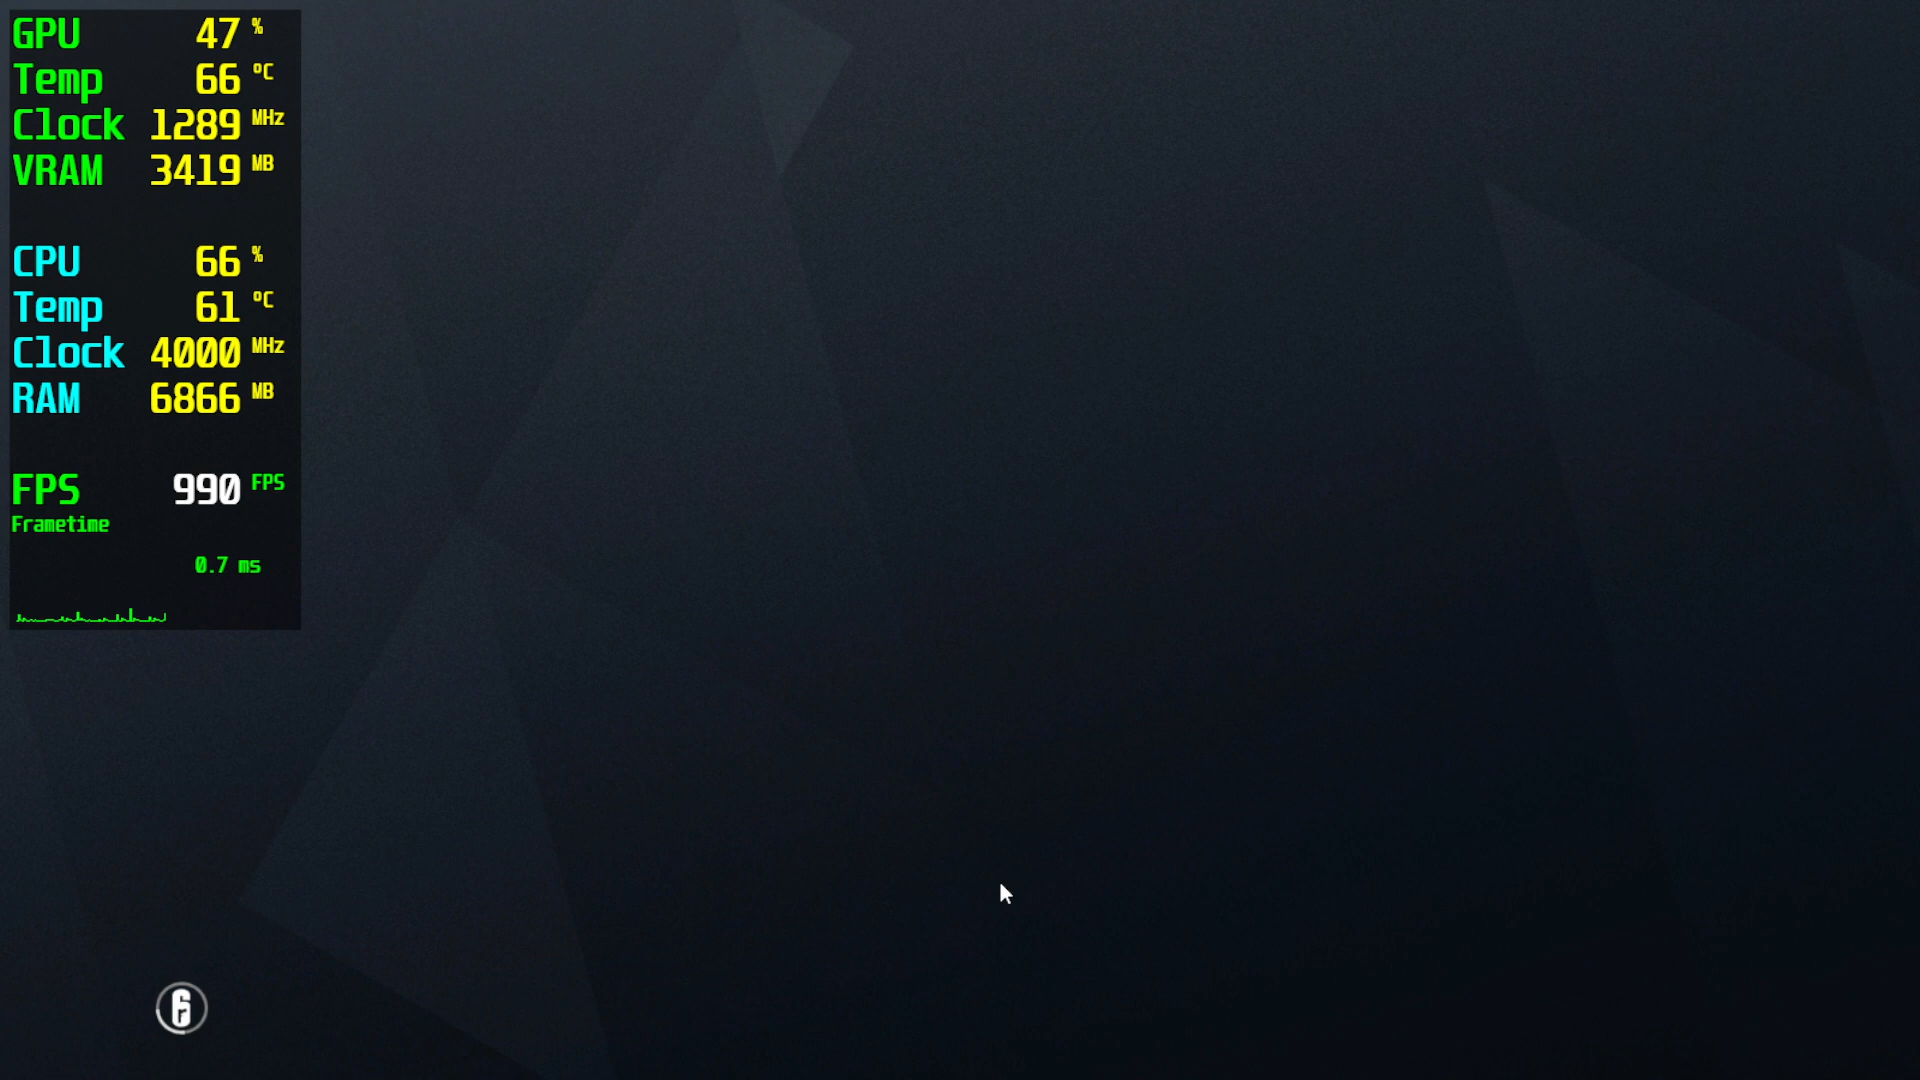 GPU 47 %
Temp 66 °C
Clock 1289 MHz
VRAM 3419 MB
CPU 66 %
Temp 61 °C
Clock 4000 MHz
RAM 6866 MB
FPS 990 FPS
Frametime
0.7 ms
6